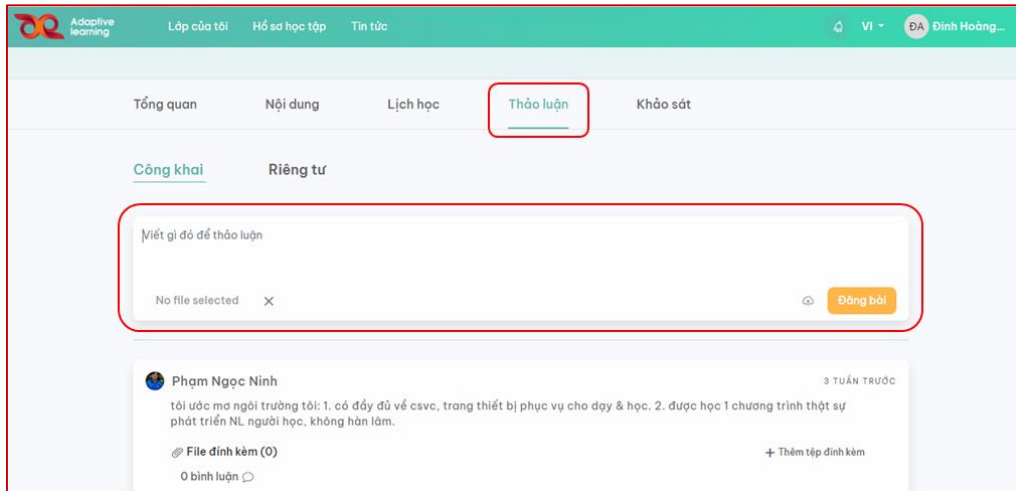 Adaptive
learning
Lớp của tôi Hồ sơ học tập Tin tức VI ĐA Đinh Hoàng...
Tổng quan Nội dung Lịch học Thảo luận Khảo sát
Công khai Riêng tư
Viết gì đó để thảo luận
No file selected Đăng bài
Phạm Ngọc Ninh 3 TUẦN TRƯỚC
tôi ước mơ ngôi trường tôi: 1. có đầy đủ về csvc, trang thiết bị phục vụ cho dạy & học. 2. được học 1 chương trình thật sự
phát triển NL người học, không hàn lâm.
File đính kèm (0) + Thêm tệp đính kèm
0 bình luận